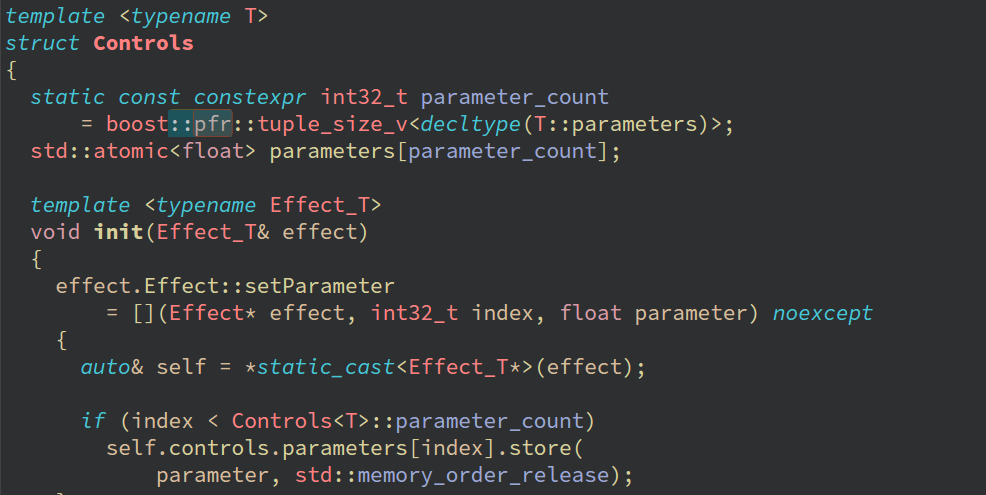 template <typename T>
struct Controls
{
  static const constexpr int32_t parameter_count
      = boost::pfr::tuple_size_v<decltype(T::parameters)>;
  std::atomic<float> parameters[parameter_count];

  template <typename Effect_T>
  void init(Effect_T& effect)
  {
    effect.Effect::setParameter
        = [](Effect* effect, int32_t index, float parameter) noexcept
    {
      auto& self = *static_cast<Effect_T*>(effect);

      if (index < Controls<T>::parameter_count)
        self.controls.parameters[index].store(
            parameter, std::memory_order_release);